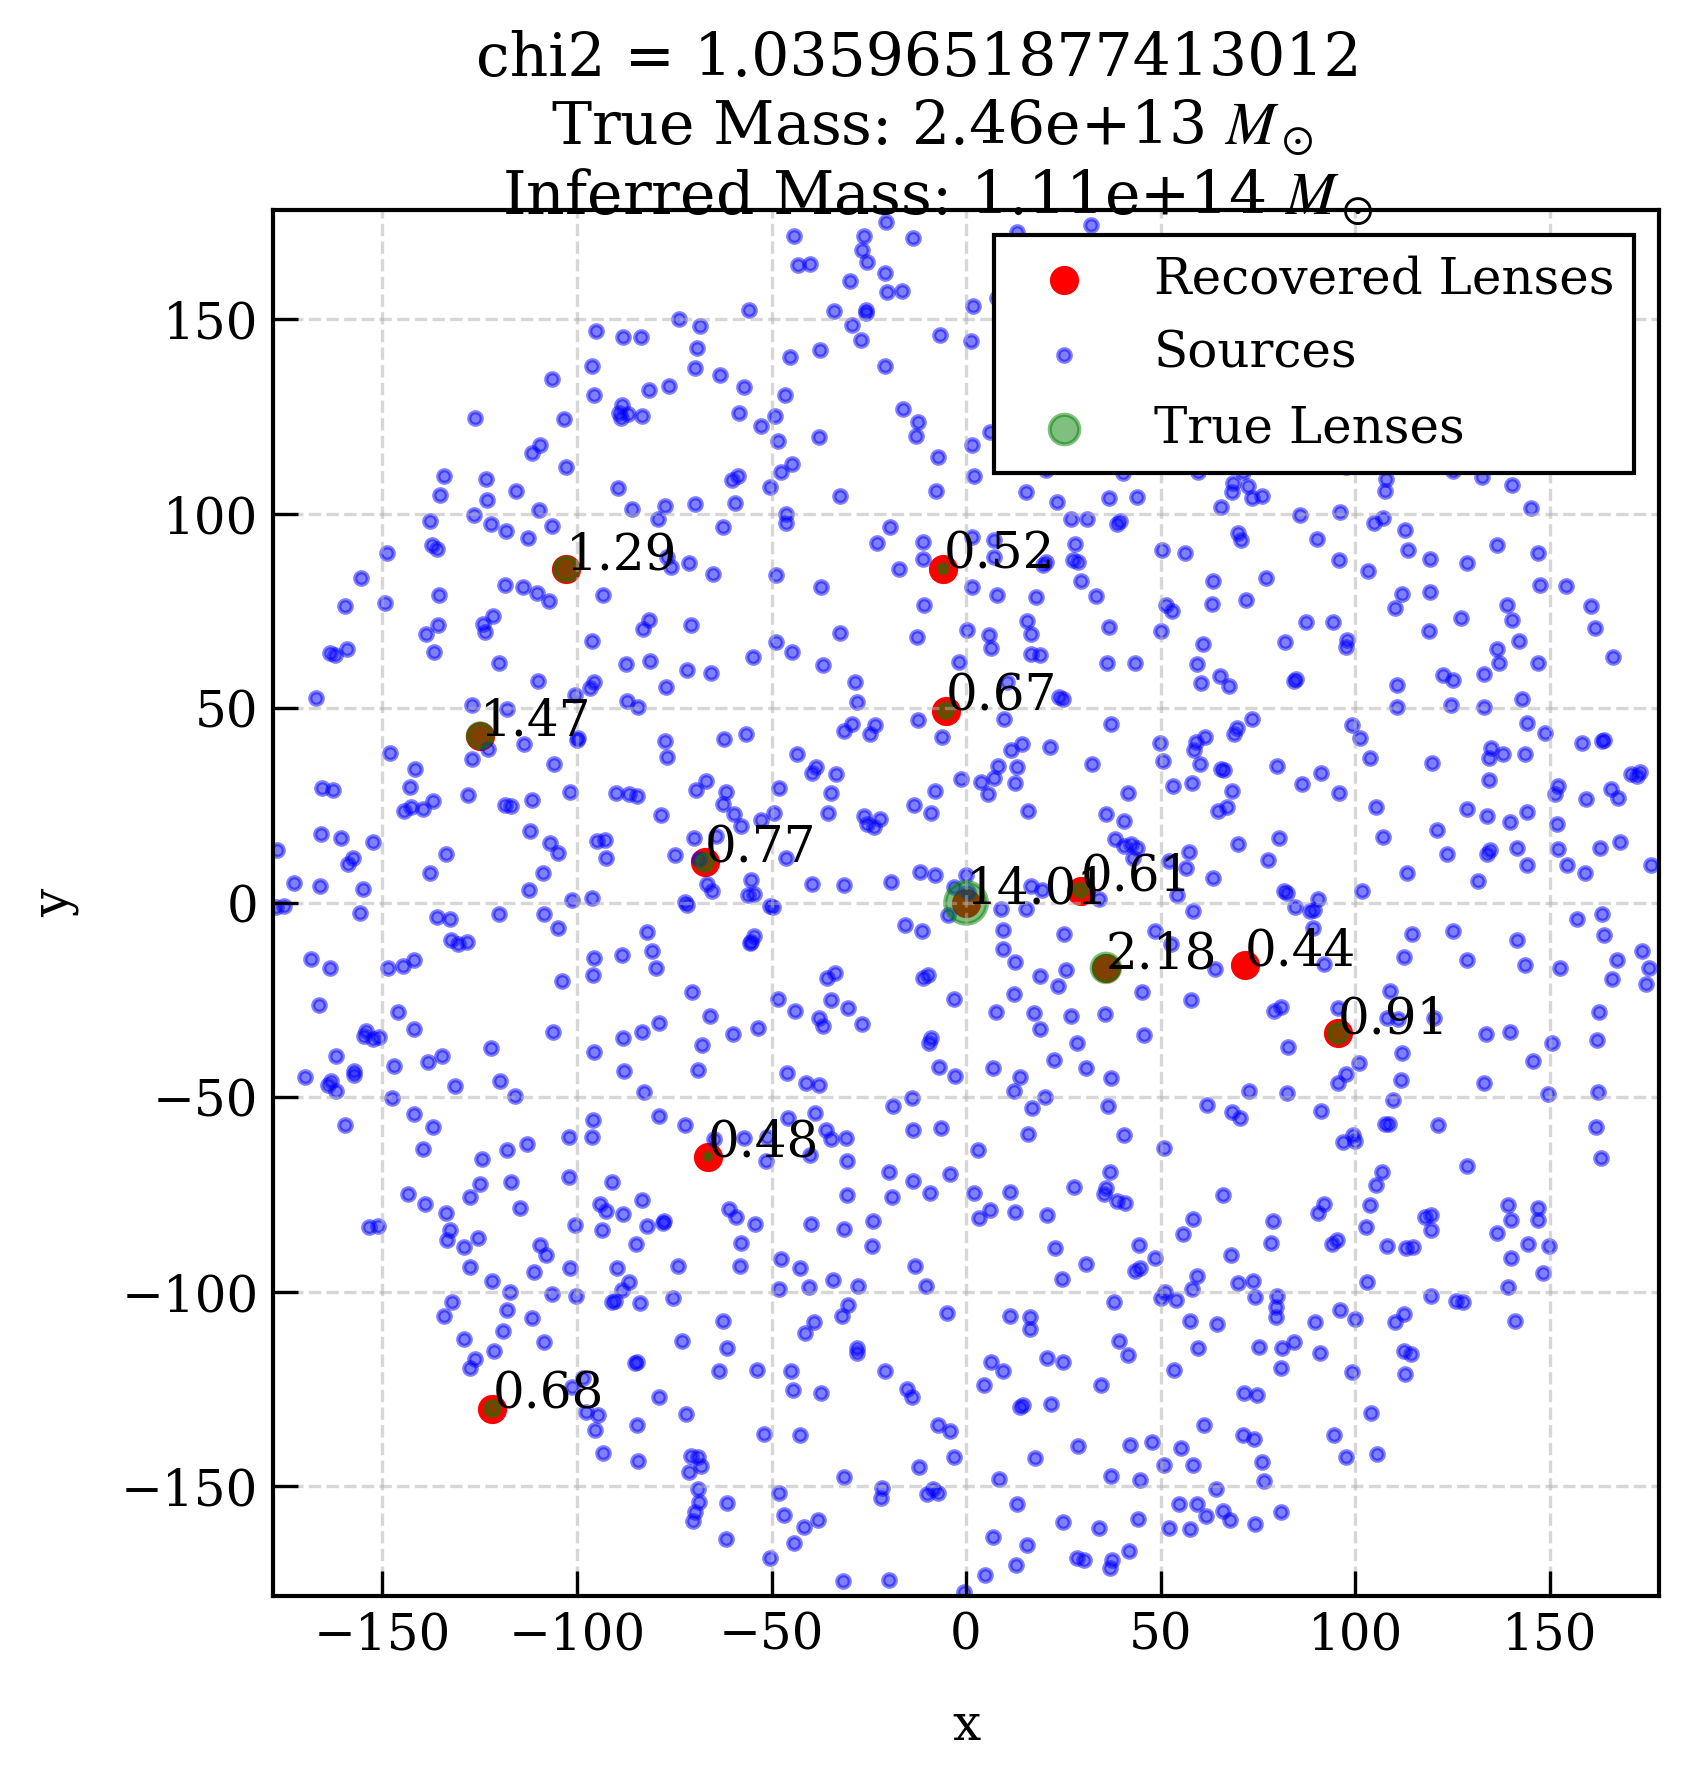 chi2 = 1.0359651877413012
True Mass: 2.46e+13 M⊙
Inferred Mass: 1.11e+14 M⊙
Recovered Lenses
Sources
True Lenses
1.29
0.52
1.47
0.67
0.77
0.61
14.01
2.18
0.44
0.91
0.48
0.68
150
100
50
0
−50
−100
−150
y
−150 −100 −50 0 50 100 150
x